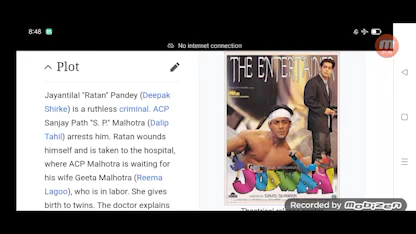 8:48
No internet connection
Plot
Jayantilal "Ratan" Pandey (Deepak
Shirke) is a ruthless criminal. ACP
Sanjay Path "S. P." Malhotra (Dalip
Tahil) arrests him. Ratan wounds
himself and is taken to the hospital,
where ACP Malhotra is waiting for
his wife Geeta Malhotra (Reema
Lagoo), who is in labor. She gives
birth to twins. The doctor explains
THE ENTERTAINER
JUDWAA
Recorded by Mobizen